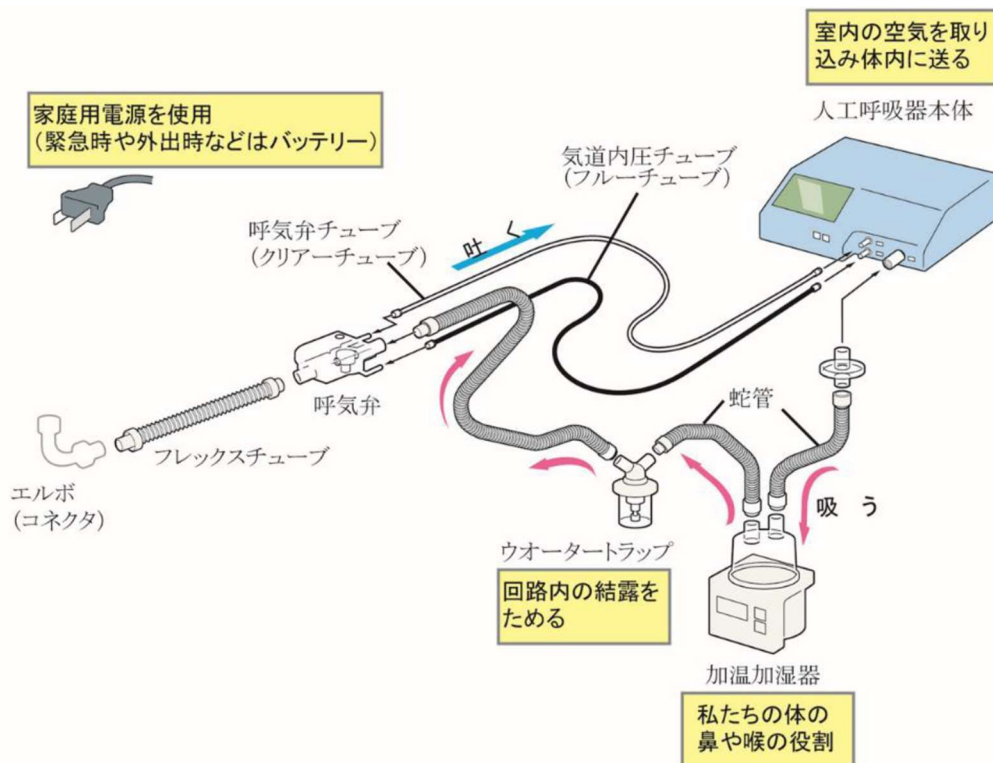 室内の空気を取り
込み体内に送る
人工呼吸器本体
家庭用電源を使用
(緊急時や外出時などはバッテリー)
気道内圧チューブ
(フルーチューブ)
呼気弁チューブ
(クリアーチューブ)
吐く
呼気弁
フレックスチューブ
エルボ
(コネクタ)
蛇管
吸う
ウオータートラップ
回路内の結露を
ためる
加温加湿器
私たちの体の
鼻や喉の役割